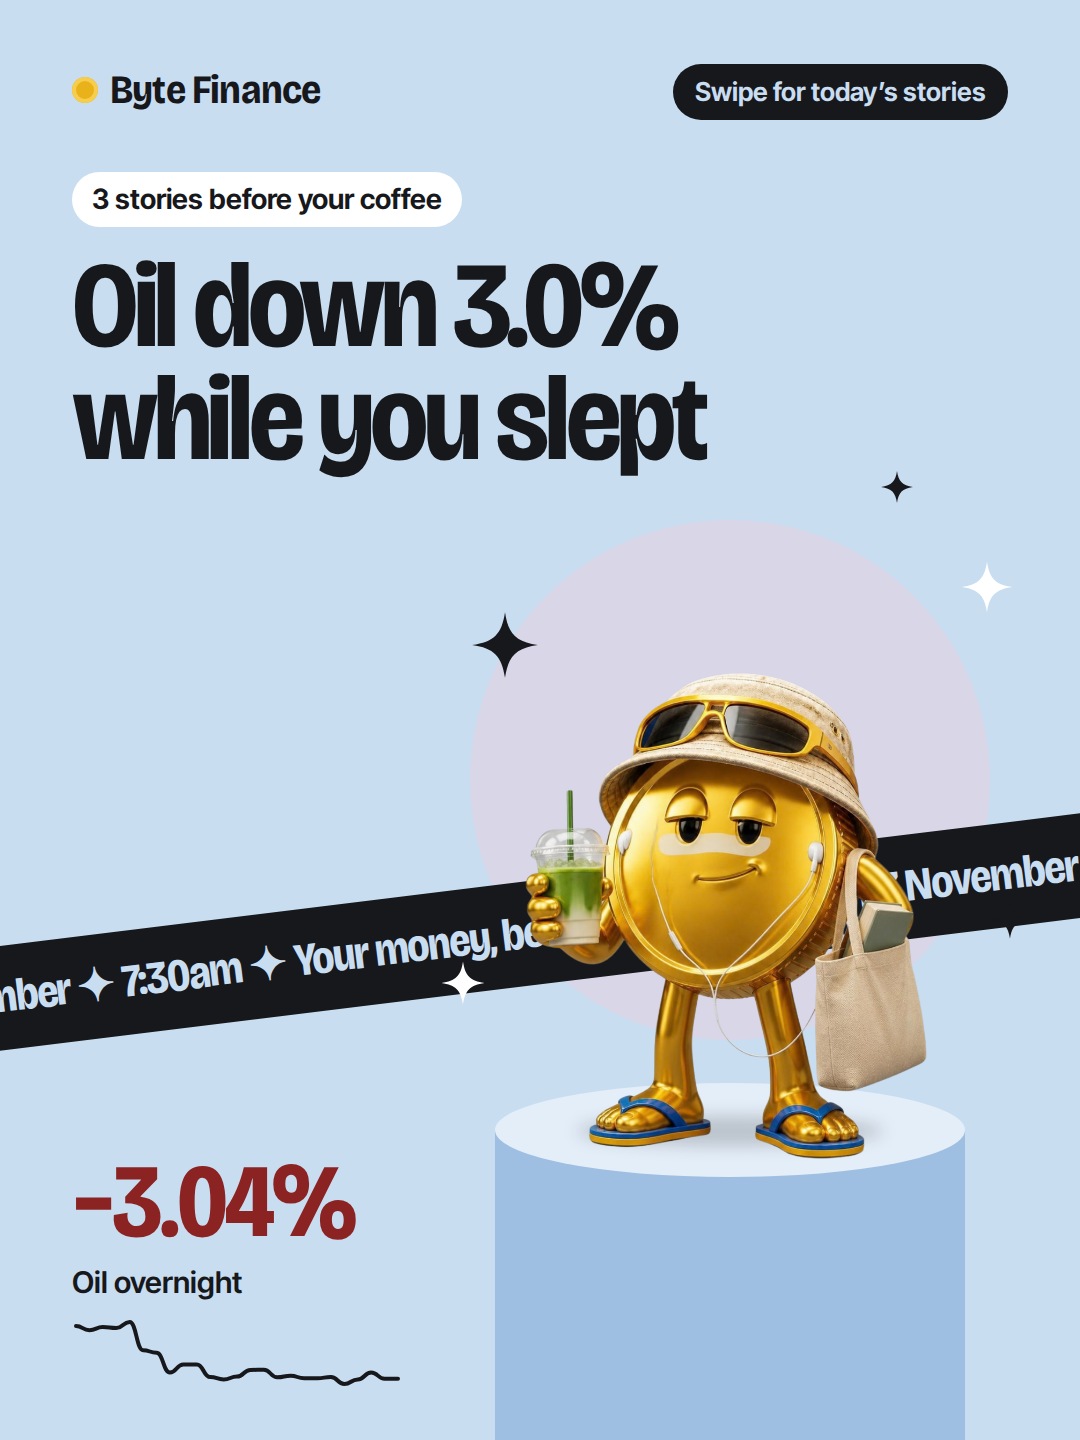 Byte Finance
Swipe for today’s stories
3 stories before your coffee
Oil down 3.0%
while you slept
✦ 7:30am ✦ Your money,
November
-3.04%
Oil overnight